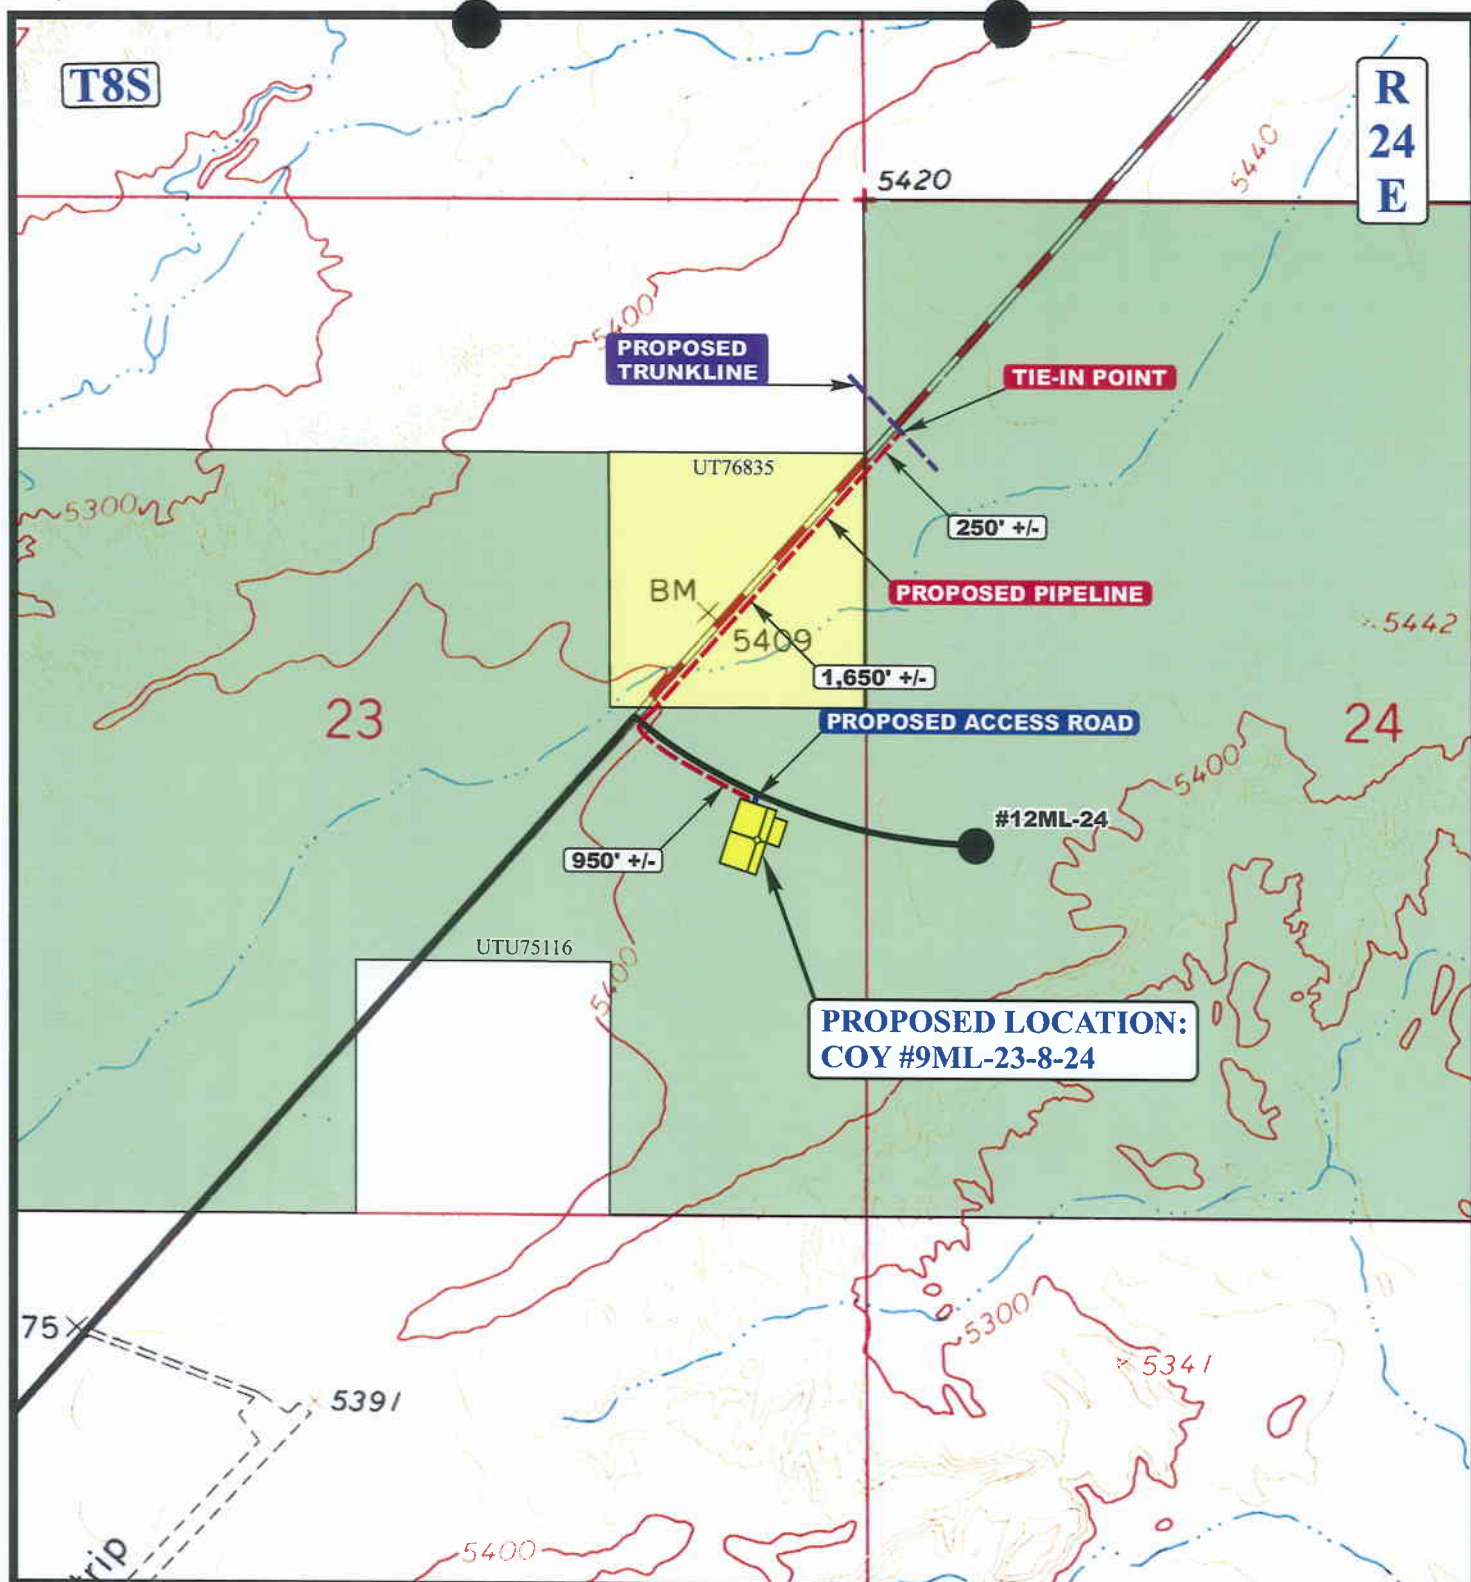 T8S
R
24
E
5420
5440
5400
PROPOSED
TRUNKLINE
TIE-IN POINT
UT76835
5300
250' +/-
PROPOSED PIPELINE
BM
5409
5442
1,650' +/-
23
PROPOSED ACCESS ROAD
24
5400
#12ML-24
950' +/-
UTU75116
5400
PROPOSED LOCATION:
COY #9ML-23-8-24
5300
75
5341
5391
5400
trip